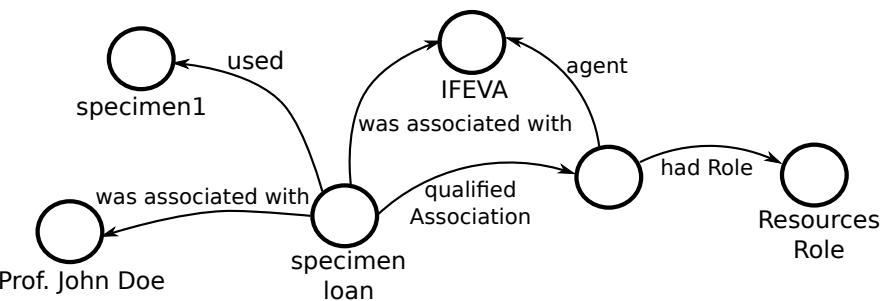 used
specimen1
IFEVA
agent
was associated with
had Role
was associated with
qualified
Association
Resources
Role
specimen
loan
Prof. John Doe